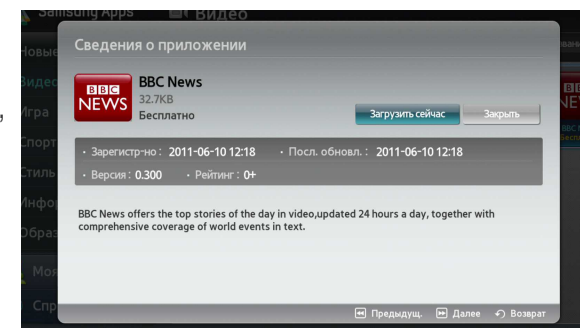 Samsung Apps Видео
Новые
Сведения о приложении
Видео
BBC
NEWS
BBC News
32.7KB
Бесплатно
Загрузить сейчас Закрыть
Игра
Спорт
· Зарегистр-но : 2011-06-10 12:18 · Посл. обновл. : 2011-06-10 12:18
· Версия : 0.300 · Рейтинг : 0+
Стиль
BBC News offers the top stories of the day in video,updated 24 hours a day, together with
comprehensive coverage of world events in text.
Моя
Спр
Предыдущ. Далее Возврат